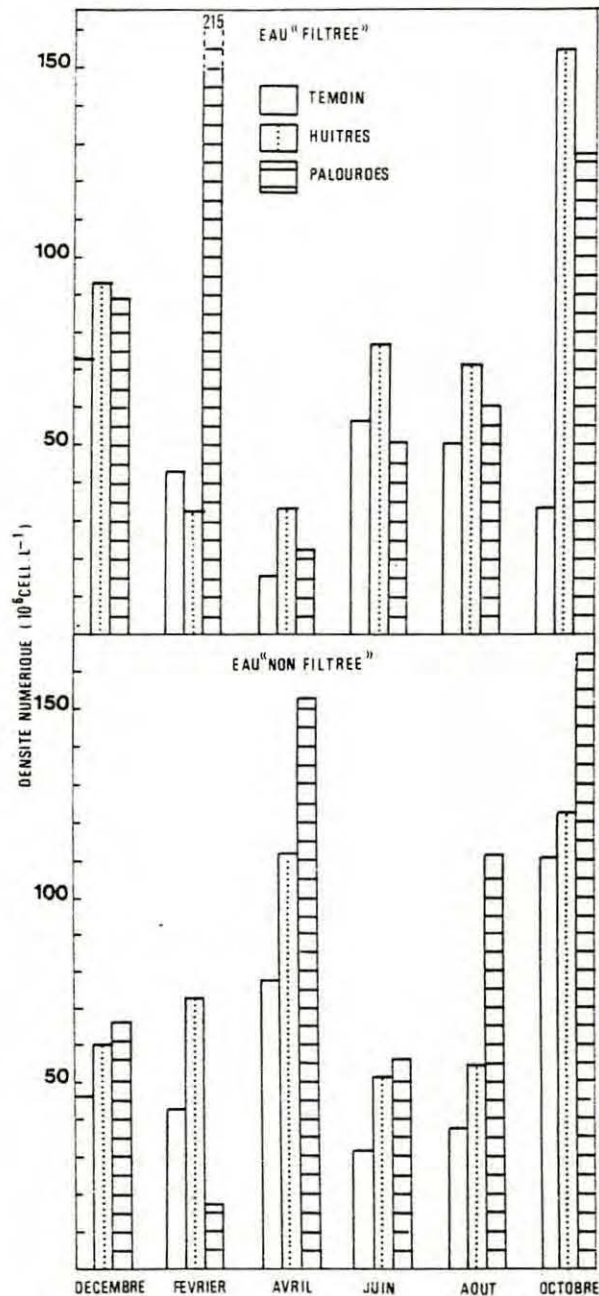 215
EAU "FILTREE"
150
TEMOIN
HUITRES
PALOURDES
100
50
DENSITE NUMERIQUE (10⁶CELL.L⁻¹)
EAU "NON FILTREE"
150
100
50
DECEMBRE FEVRIER AVRIL JUIN AOUT OCTOBRE